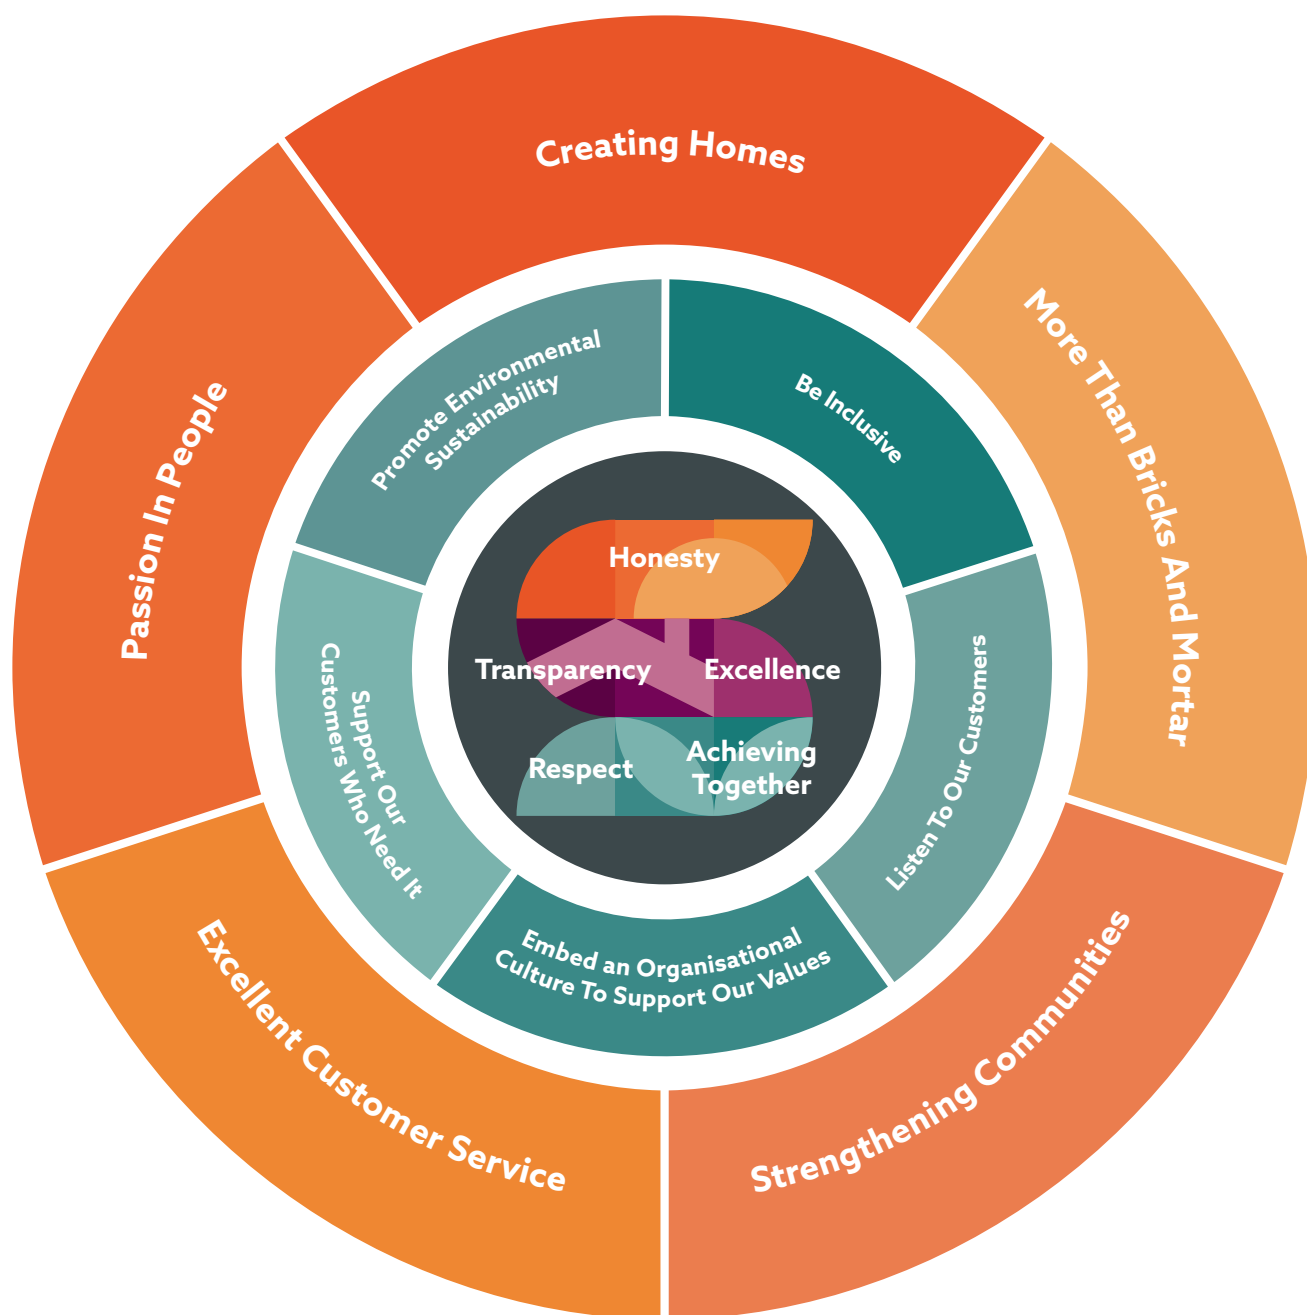 Creating Homes
More Than Bricks And Mortar
Strengthening Communities
Excellent Customer Service
Passion In People
Promote Environmental
Sustainability
Be Inclusive
Listen To Our Customers
Embed an Organisational
Culture To Support Our Values
Support Our
Customers Who Need It
Honesty
Transparency
Excellence
Respect
Achieving
Together